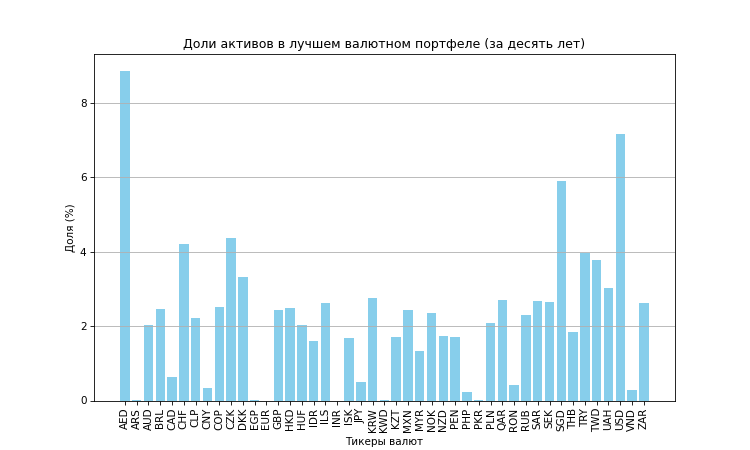 Доли активов в лучшем валютном портфеле (за десять лет)
Доля (%)
8
6
4
2
0
AED
ARS
AUD
BRL
CAD
CHF
CLP
CNY
COP
CZK
DKK
EGP
EUR
GBP
HKD
HUF
IDR
ILS
INR
ISK
JPY
KRW
KWD
KZT
MXN
MYR
NOK
NZD
PEN
PHP
PKR
PLN
QAR
RON
RUB
SAR
SEK
SGD
THB
TRY
TWD
UAH
USD
VND
ZAR
Тикеры валют